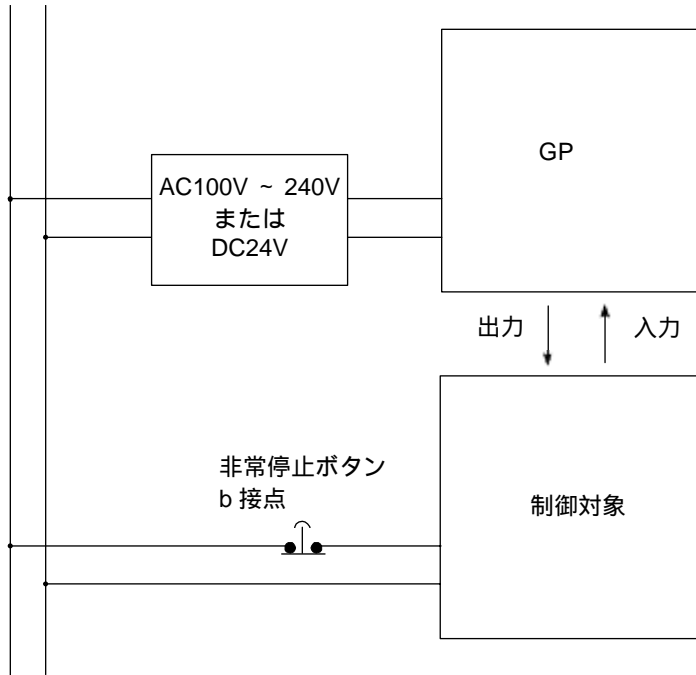 GP
AC100V ~ 240V
または
DC24V
出力
入力
非常停止ボタン
b 接点
制御対象